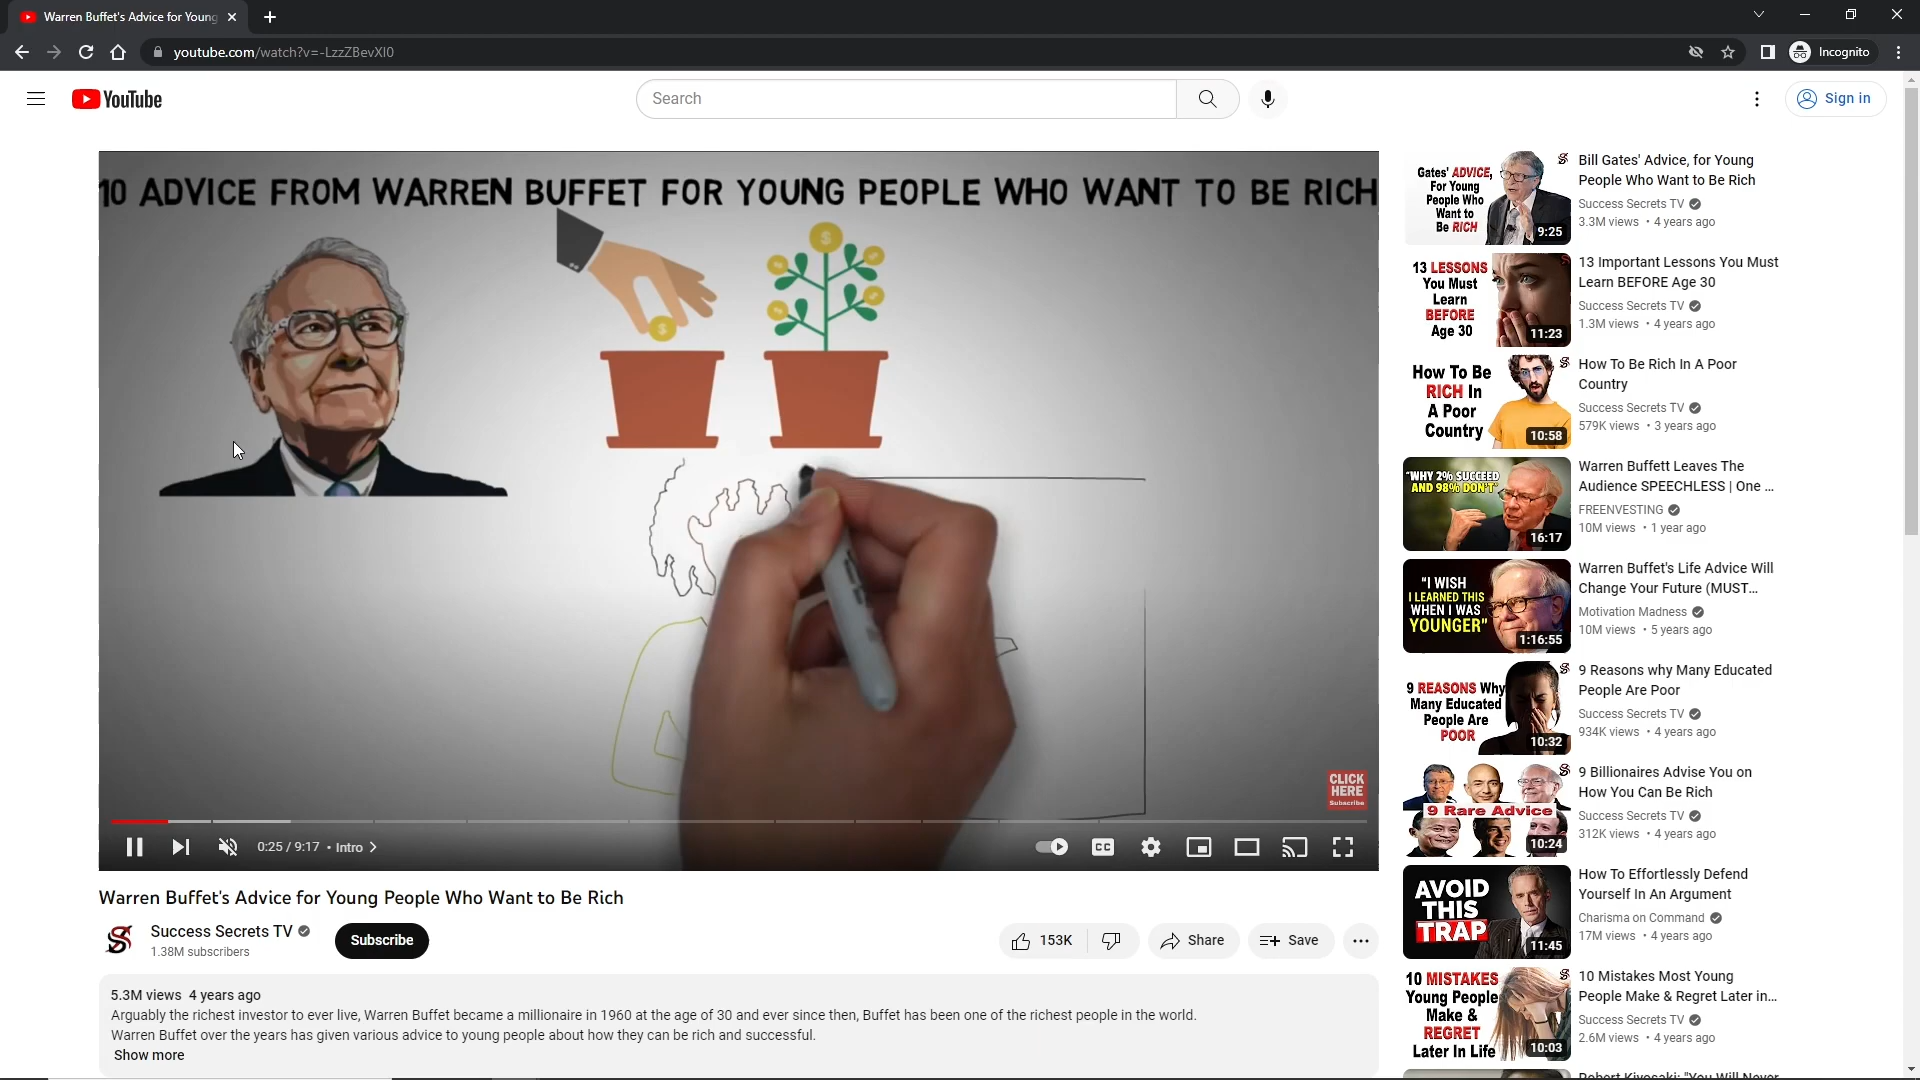 Warren Buffet's Advice for Young
youtube.com/watch?v=-LzzZBevXI0
Incognito
YouTube
Search
Sign in
10 ADVICE FROM WARREN BUFFET FOR YOUNG PEOPLE WHO WANT TO BE RICH
CLICK
HERE
Subscribe
0:25 / 9:17 • Intro
CC
Warren Buffet's Advice for Young People Who Want to Be Rich
Success Secrets TV
1.38M subscribers
Subscribe
153K
Share
Save
5.3M views 4 years ago
Arguably the richest investor to ever live, Warren Buffet became a millionaire in 1960 at the age of 30 and ever since then, Buffet has been one of the richest people in the world.
Warren Buffet over the years has given various advice to young people about how they can be rich and successful.
Show more
Gates' ADVICE,
For Young
People Who
Want to
Be RICH
9:25
Bill Gates' Advice, for Young
People Who Want to Be Rich
Success Secrets TV
3.3M views • 4 years ago
13 LESSONS
You Must
Learn
BEFORE
Age 30
11:23
13 Important Lessons You Must
Learn BEFORE Age 30
Success Secrets TV
1.3M views • 4 years ago
How To Be
RICH In
A Poor
Country
10:58
How To Be Rich In A Poor
Country
Success Secrets TV
579K views • 3 years ago
"WHY 2% SUCCEED
AND 98% DON'T"
16:17
Warren Buffett Leaves The
Audience SPEECHLESS | One ...
FREENVESTING
10M views • 1 year ago
"I WISH
I LEARNED THIS
WHEN I WAS
YOUNGER"
1:16:55
Warren Buffet's Life Advice Will
Change Your Future (MUST...
Motivation Madness
10M views • 5 years ago
9 REASONS Why
Many Educated
People Are
POOR
10:32
9 Reasons why Many Educated
People Are Poor
Success Secrets TV
934K views • 4 years ago
9 Rare Advice
10:24
9 Billionaires Advise You on
How You Can Be Rich
Success Secrets TV
312K views • 4 years ago
AVOID
THIS
TRAP
11:45
How To Effortlessly Defend
Yourself In An Argument
Charisma on Command
17M views • 4 years ago
10 MISTAKES
Young People
Make &
REGRET
Later In Life
10:03
10 Mistakes Most Young
People Make & Regret Later in...
Success Secrets TV
2.6M views • 4 years ago
Robert Kiyosaki: "You Will Never